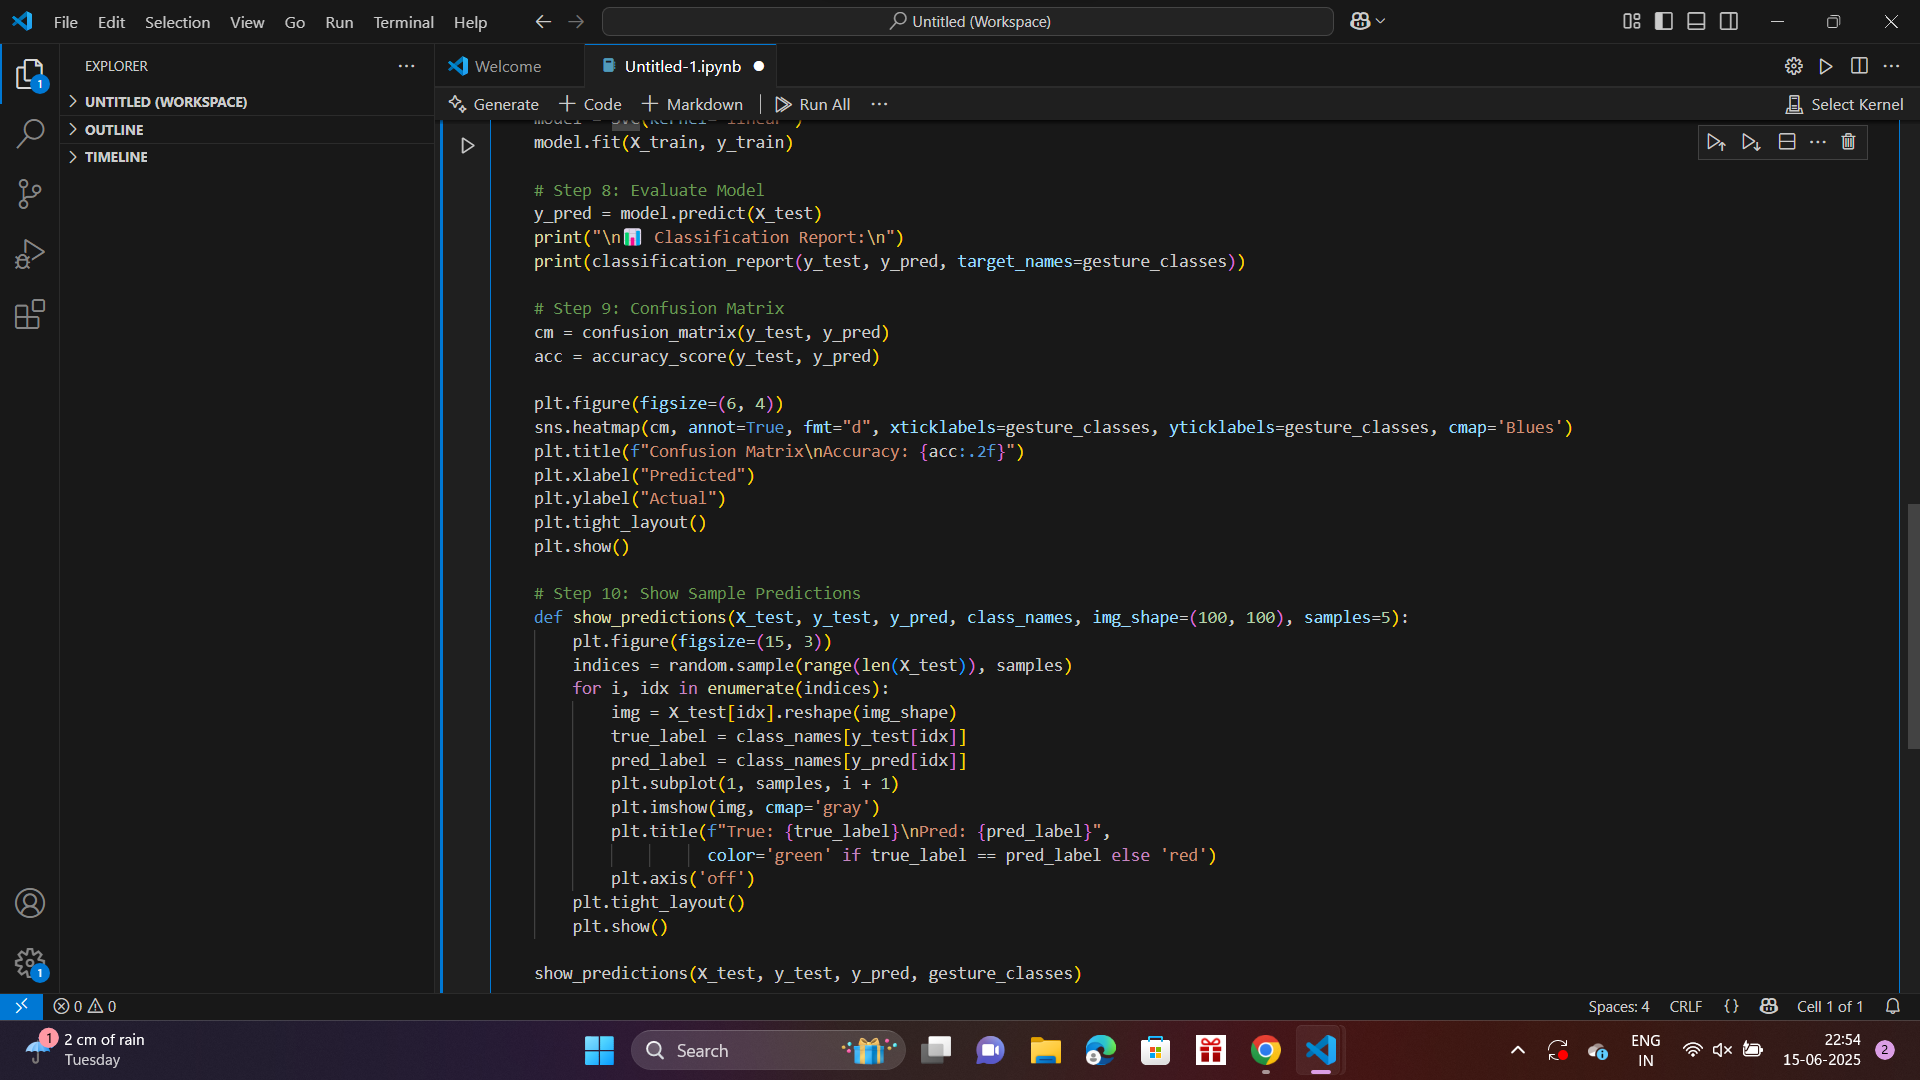 File Edit Selection View Go Run Terminal Help
Untitled (Workspace)
EXPLORER
Welcome
Untitled-1.ipynb
1
UNTITLED (WORKSPACE)
OUTLINE
TIMELINE
Generate
Code
Markdown
Run All
Select Kernel
model = SVC(kernel='linear')
model.fit(X_train, y_train)
# Step 8: Evaluate Model
y_pred = model.predict(X_test)
print("\n📊 Classification Report:\n")
print(classification_report(y_test, y_pred, target_names=gesture_classes))
# Step 9: Confusion Matrix
cm = confusion_matrix(y_test, y_pred)
acc = accuracy_score(y_test, y_pred)
plt.figure(figsize=(6, 4))
sns.heatmap(cm, annot=True, fmt="d", xticklabels=gesture_classes, yticklabels=gesture_classes, cmap='Blues')
plt.title(f"Confusion Matrix\nAccuracy: {acc:.2f}")
plt.xlabel("Predicted")
plt.ylabel("Actual")
plt.tight_layout()
plt.show()
# Step 10: Show Sample Predictions
def show_predictions(X_test, y_test, y_pred, class_names, img_shape=(100, 100), samples=5):
    plt.figure(figsize=(15, 3))
    indices = random.sample(range(len(X_test)), samples)
    for i, idx in enumerate(indices):
        img = X_test[idx].reshape(img_shape)
        true_label = class_names[y_test[idx]]
        pred_label = class_names[y_pred[idx]]
        plt.subplot(1, samples, i + 1)
        plt.imshow(img, cmap='gray')
        plt.title(f"True: {true_label}\nPred: {pred_label}",
                  color='green' if true_label == pred_label else 'red')
        plt.axis('off')
    plt.tight_layout()
    plt.show()
show_predictions(X_test, y_test, y_pred, gesture_classes)
1
0 0
Spaces: 4 CRLF {} Cell 1 of 1
1
2 cm of rain
Tuesday
Search
ENG
IN
22:54
15-06-2025
2